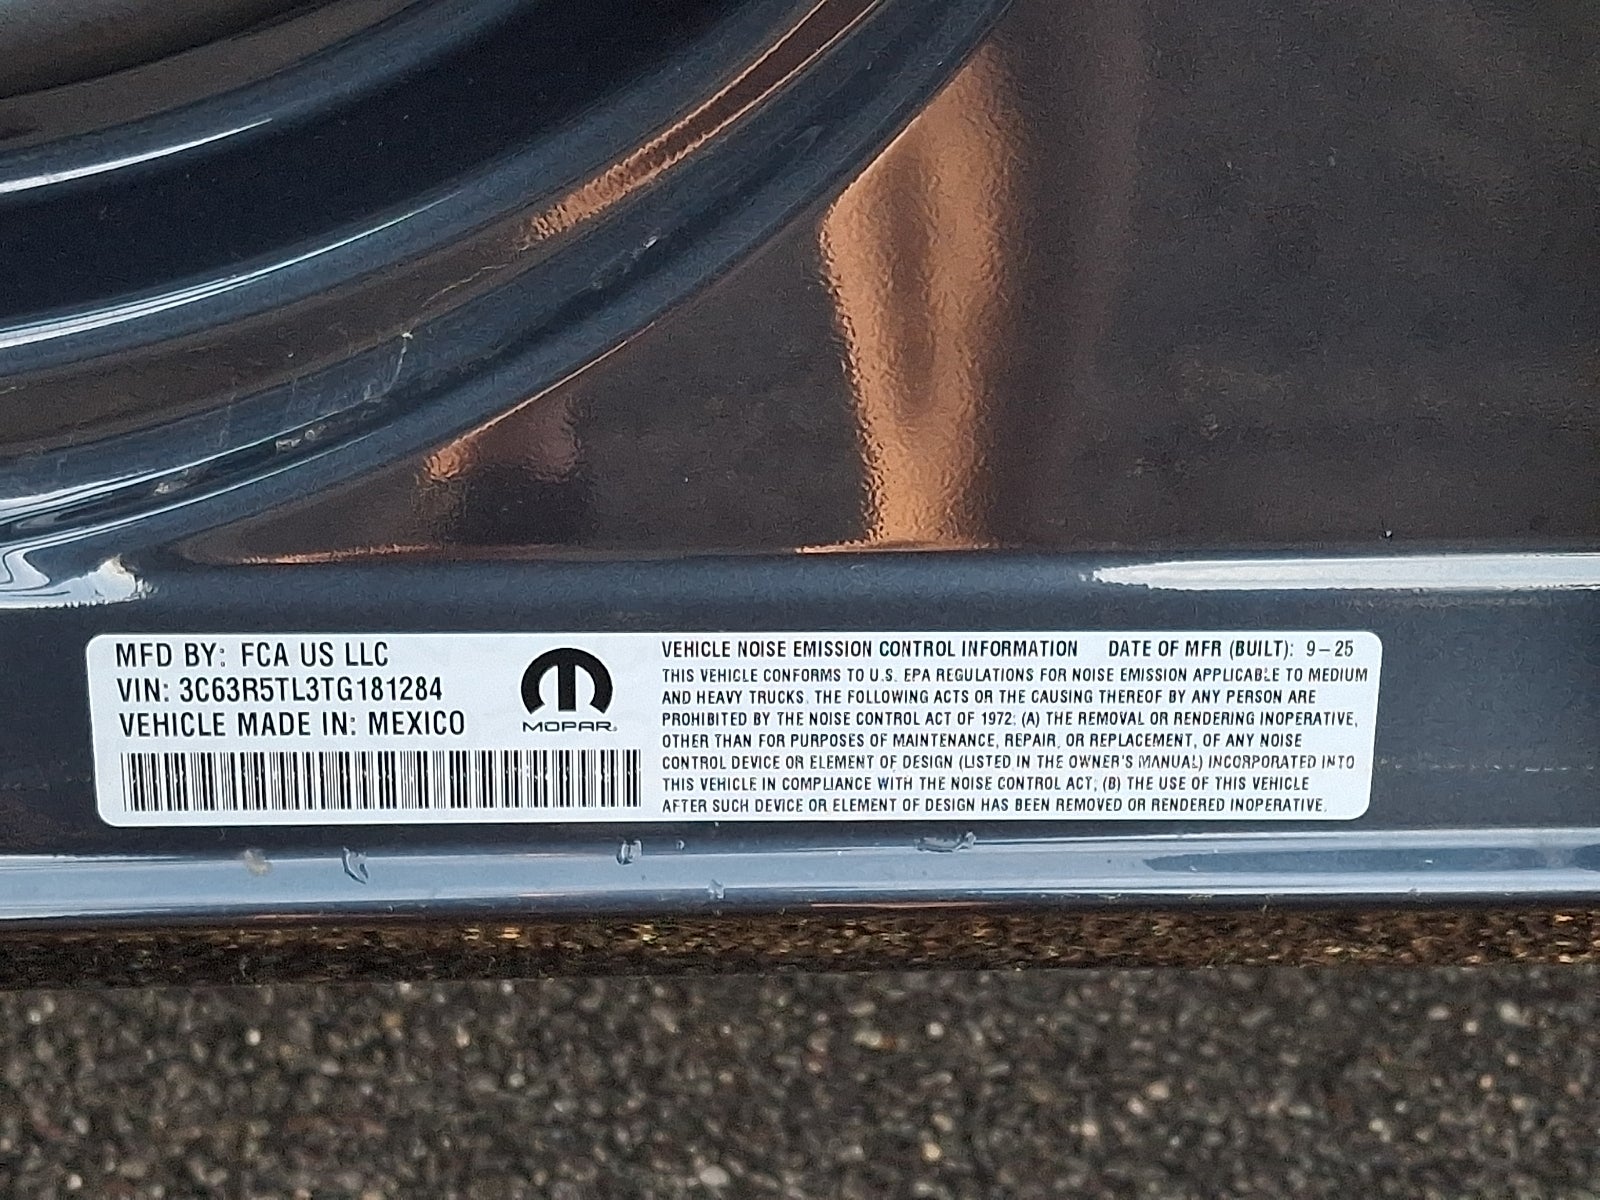 MFD BY: FCA US LLC
VIN: 3C63R5TL3TG181284
VEHICLE MADE IN: MEXICO
MOPAR®
VEHICLE NOISE EMISSION CONTROL INFORMATION DATE OF MFR (BUILT): 9-25
THIS VEHICLE CONFORMS TO U.S. EPA REGULATIONS FOR NOISE EMISSION APPLICABLE TO MEDIUM
AND HEAVY TRUCKS. THE FOLLOWING ACTS OR THE CAUSING THEREOF BY ANY PERSON ARE
PROHIBITED BY THE NOISE CONTROL ACT OF 1972: (A) THE REMOVAL OR RENDERING INOPERATIVE,
OTHER THAN FOR PURPOSES OF MAINTENANCE, REPAIR, OR REPLACEMENT, OF ANY NOISE
CONTROL DEVICE OR ELEMENT OF DESIGN (LISTED IN THE OWNER'S MANUAL) INCORPORATED INTO
THIS VEHICLE IN COMPLIANCE WITH THE NOISE CONTROL ACT; (B) THE USE OF THIS VEHICLE
AFTER SUCH DEVICE OR ELEMENT OF DESIGN HAS BEEN REMOVED OR RENDERED INOPERATIVE.